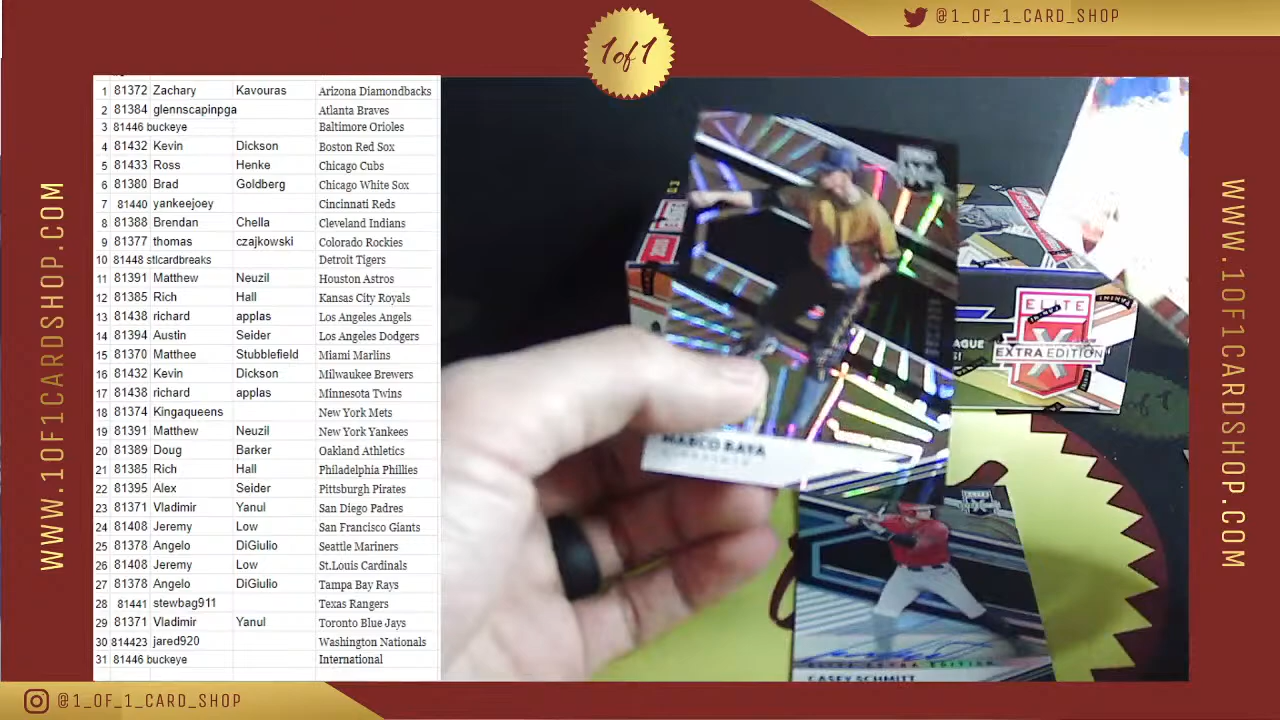 1of1
@1_OF_1_CARD_SHOP
1 81372 Zachary Kavouras Arizona Diamondbacks
2 81384 glennscapinpga Atlanta Braves
3 81446 buckeye Baltimore Orioles
4 81432 Kevin Dickson Boston Red Sox
5 81433 Ross Henke Chicago Cubs
6 81380 Brad Goldberg Chicago White Sox
7 81440 yankeejoey Cincinnati Reds
8 81388 Brendan Chella Cleveland Indians
9 81377 thomas czajkowski Colorado Rockies
10 81448 stlcardbreaks Detroit Tigers
11 81391 Matthew Neuzil Houston Astros
12 81385 Rich Hall Kansas City Royals
13 81438 richard applas Los Angeles Angels
14 81394 Austin Seider Los Angeles Dodgers
15 81370 Matthee Stubblefield Miami Marlins
16 81432 Kevin Dickson Milwaukee Brewers
17 81438 richard applas Minnesota Twins
18 81374 Kingaqueens New York Mets
19 81391 Matthew Neuzil New York Yankees
20 81389 Doug Barker Oakland Athletics
21 81385 Rich Hall Philadelphia Phillies
22 81395 Alex Seider Pittsburgh Pirates
23 81371 Vladimir Yanul San Diego Padres
24 81408 Jeremy Low San Francisco Giants
25 81378 Angelo DiGiulio Seattle Mariners
26 81408 Jeremy Low St.Louis Cardinals
27 81378 Angelo DiGiulio Tampa Bay Rays
28 81441 stewbag911 Texas Rangers
29 81371 Vladimir Yanul Toronto Blue Jays
30 814423 jared920 Washington Nationals
31 81446 buckeye International
WWW.1OF1CARDSHOP.COM
WWW.1OF1CARDSHOP.COM
ELITE
X
EXTRA EDITION
of 1
MARCO RAYA
ELITE EXTRA EDITION
CASEY SCHMITT
@1_OF_1_CARD_SHOP